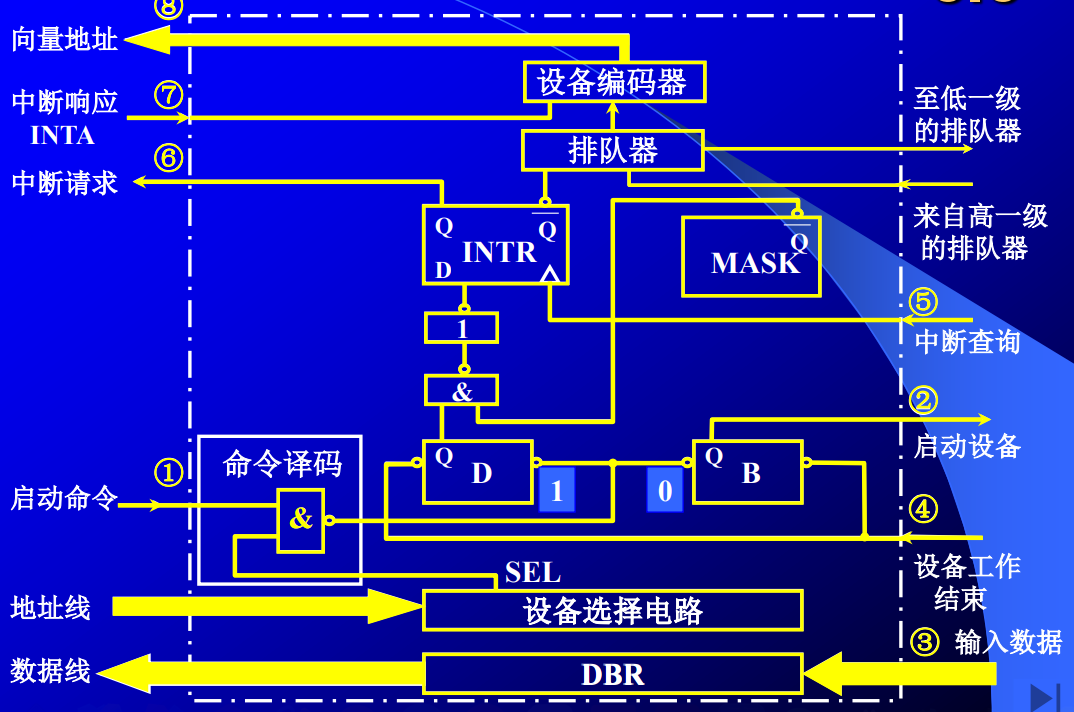 ⑧
向量地址
设备编码器
⑦
中断响应
INTA
至低一级
的排队器
排队器
⑥
中断请求
来自高一级
的排队器
Q
Q
INTR
D
Q
MASK
⑤
中断查询
1
&
②
启动设备
命令译码
Q
D
Q
B
①
启动命令
&
1
0
④
设备工作
结束
SEL
地址线
设备选择电路
③ 输入数据
数据线
DBR